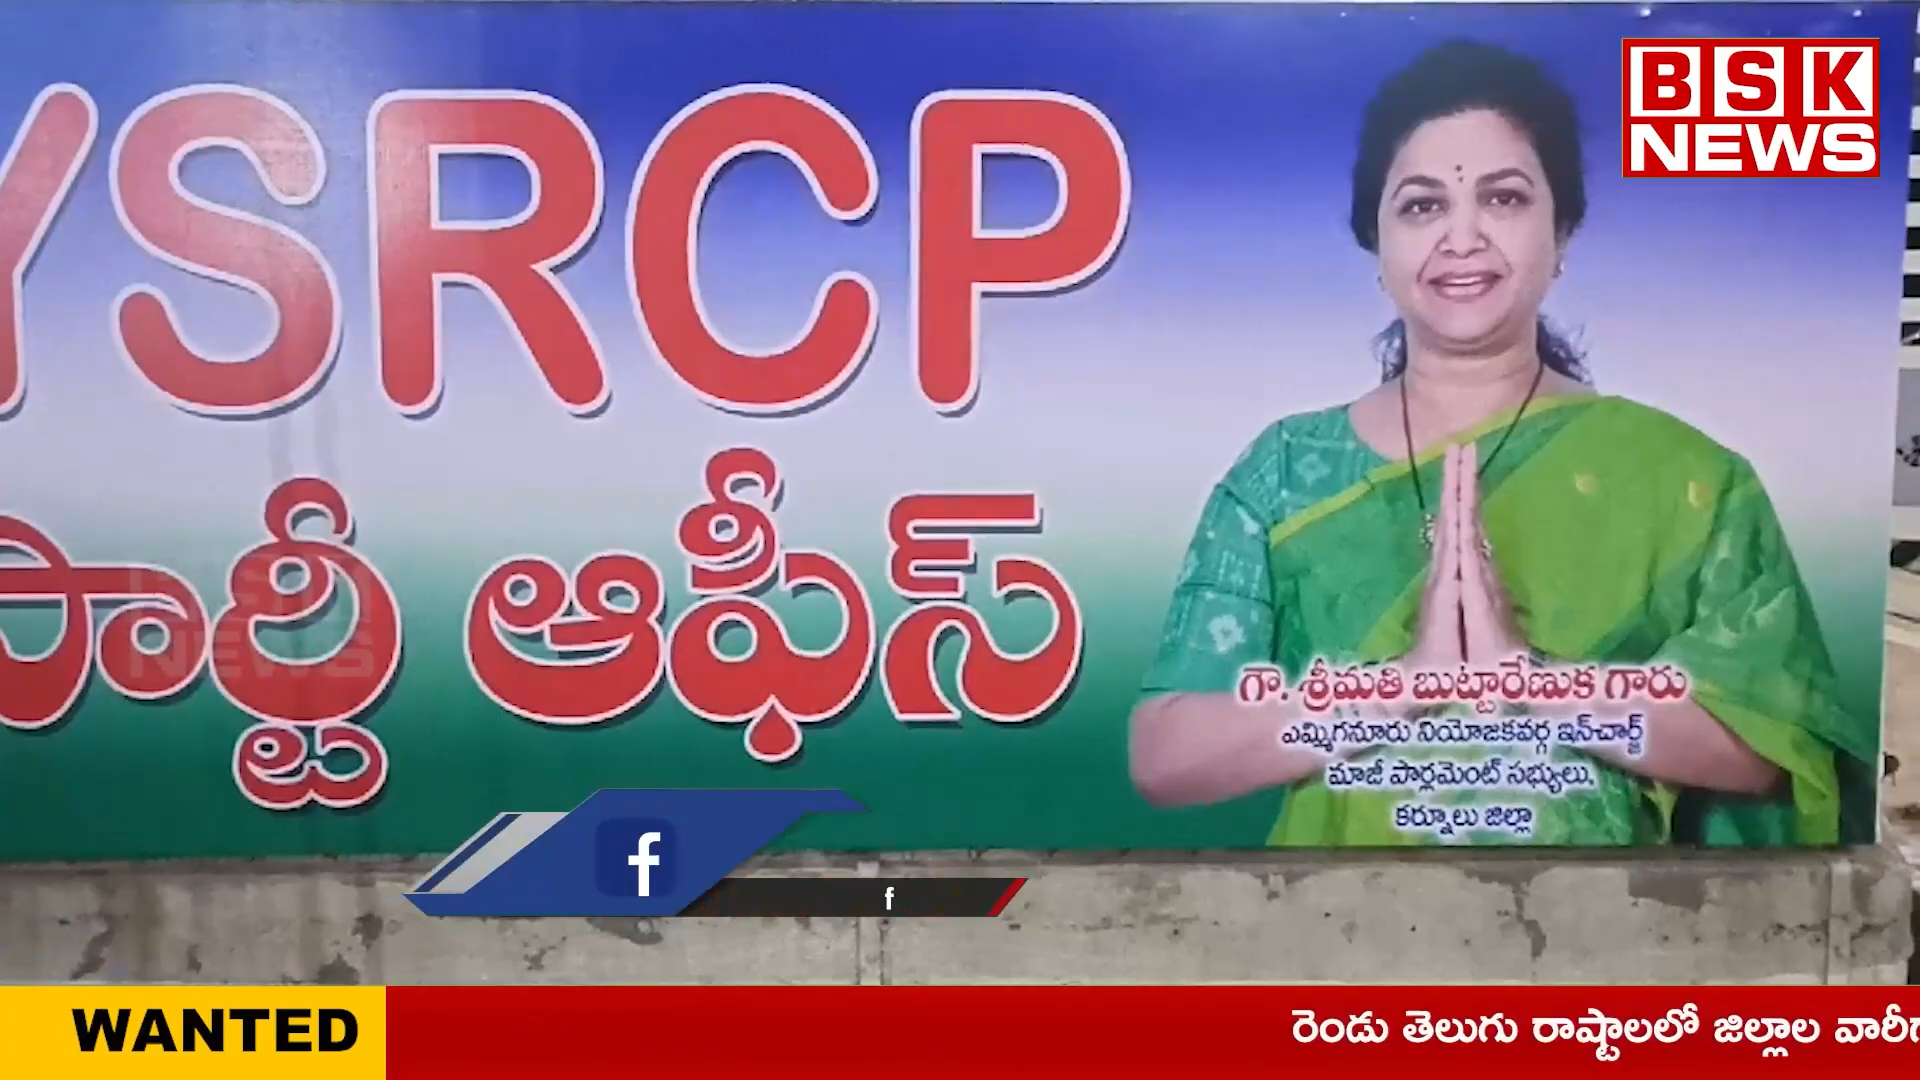 YSRCP
పార్టీ ఆఫీస్
గౌ. శ్రీమతి బుట్టారేణుక గారు
ఎమ్మిగనూరు నియోజకవర్గ ఇన్‌చార్జ్
మాజీ పార్లమెంట్ సభ్యులు,
కర్నూలు జిల్లా
BSK
NEWS
f
f
WANTED
రెండు తెలుగు రాష్ట్రాలలో జిల్లాల